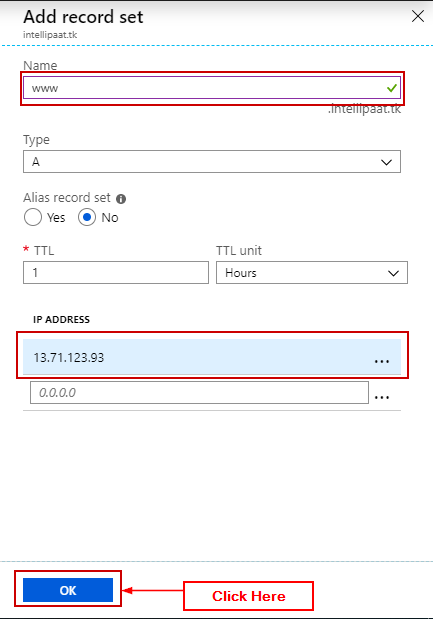 Add record set
intellipaat.tk
Name
www
.intellipaat.tk
Type
A
Alias record set
Yes No
* TTL TTL unit
1 Hours
IP ADDRESS
13.71.123.93 ...
0.0.0.0 ...
OK Click Here